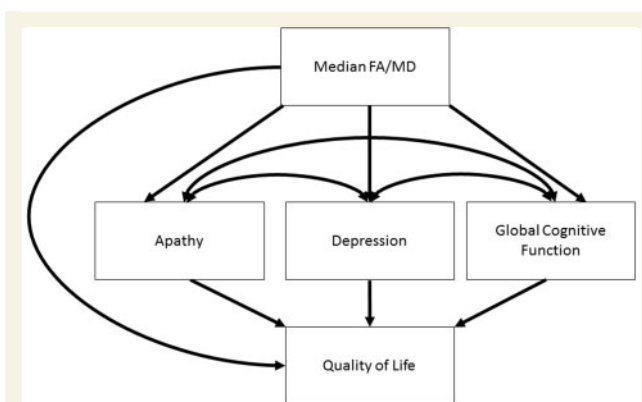 Median FA/MD
Apathy
Depression
Global Cognitive
Function
Quality of Life